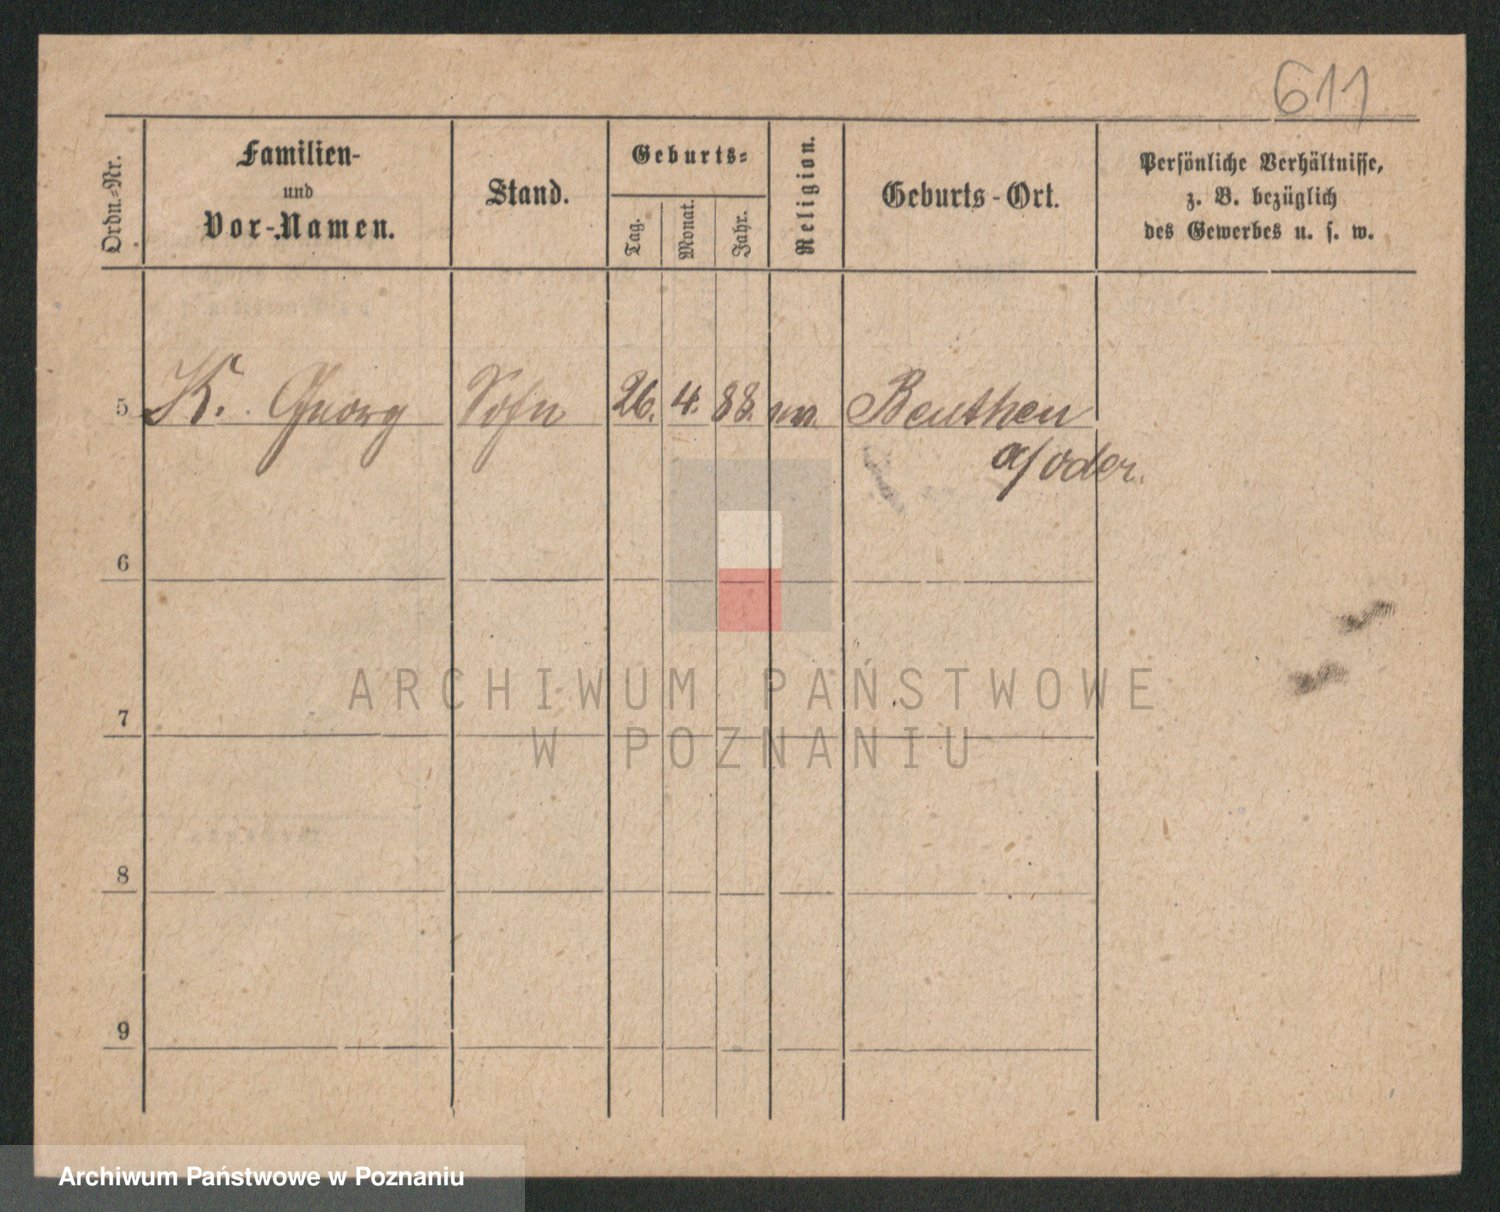 611
Ordn.-Nr.
Familien-
und
Vor-Namen.
Stand.
Geburts-
Tag.
Monat.
Jahr.
Religion.
Geburts-Ort.
Persönliche Verhältnisse,
z. B. bezüglich
des Gewerbes u. s. w.
5 K. Georg Sohn 26. 4. 88. Beuthen
a/Oder.
6
7
8
9
ARCHIWUM PAŃSTWOWE
W POZNANIU
Archiwum Państwowe w Poznaniu